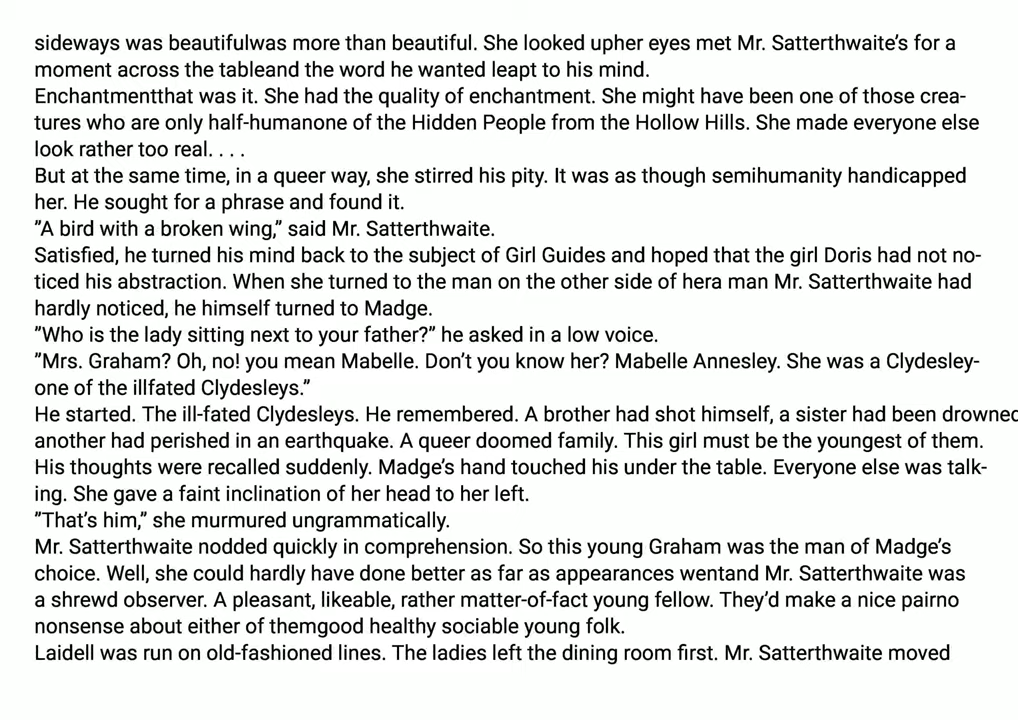 sideways was beautifulwas more than beautiful. She looked upher eyes met Mr. Satterthwaite’s for a
moment across the tableand the word he wanted leapt to his mind.
Enchantmentthat was it. She had the quality of enchantment. She might have been one of those crea-
tures who are only half-humanone of the Hidden People from the Hollow Hills. She made everyone else
look rather too real. . . .
But at the same time, in a queer way, she stirred his pity. It was as though semihumanity handicapped
her. He sought for a phrase and found it.
”A bird with a broken wing,” said Mr. Satterthwaite.
Satisfied, he turned his mind back to the subject of Girl Guides and hoped that the girl Doris had not no-
ticed his abstraction. When she turned to the man on the other side of hera man Mr. Satterthwaite had
hardly noticed, he himself turned to Madge.
”Who is the lady sitting next to your father?” he asked in a low voice.
”Mrs. Graham? Oh, no! you mean Mabelle. Don’t you know her? Mabelle Annesley. She was a Clydesley-
one of the illfated Clydesleys.”
He started. The ill-fated Clydesleys. He remembered. A brother had shot himself, a sister had been drowned
another had perished in an earthquake. A queer doomed family. This girl must be the youngest of them.
His thoughts were recalled suddenly. Madge’s hand touched his under the table. Everyone else was talk-
ing. She gave a faint inclination of her head to her left.
”That’s him,” she murmured ungrammatically.
Mr. Satterthwaite nodded quickly in comprehension. So this young Graham was the man of Madge’s
choice. Well, she could hardly have done better as far as appearances wentand Mr. Satterthwaite was
a shrewd observer. A pleasant, likeable, rather matter-of-fact young fellow. They’d make a nice pairno
nonsense about either of themgood healthy sociable young folk.
Laidell was run on old-fashioned lines. The ladies left the dining room first. Mr. Satterthwaite moved